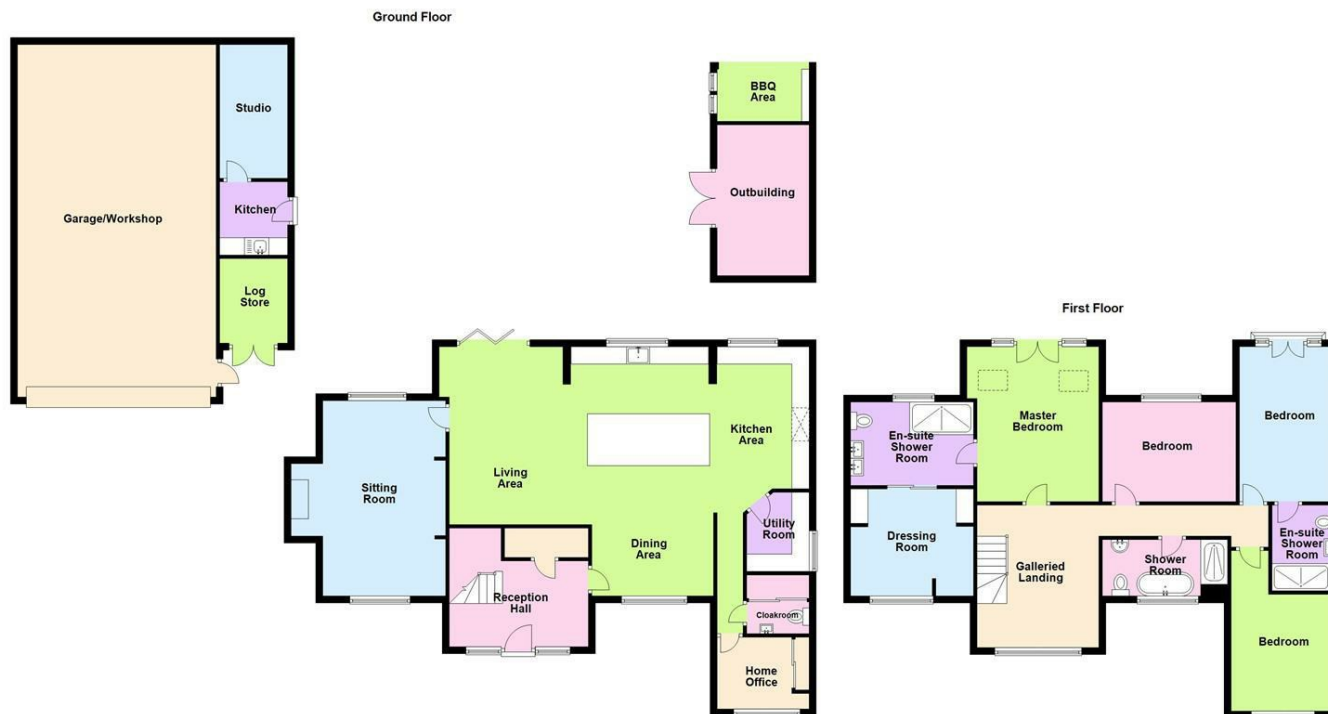 Ground Floor
Studio
Garage/Workshop
Kitchen
Log
Store
BBQ
Area
Outbuilding
Sitting
Room
Living
Area
Kitchen
Area
Dining
Area
Utility
Room
Reception
Hall
Cloakroom
Home
Office
First Floor
Master
Bedroom
Bedroom
Bedroom
En-suite
Shower
Room
Dressing
Room
Galleried
Landing
Shower
Room
En-suite
Shower
Room
Bedroom